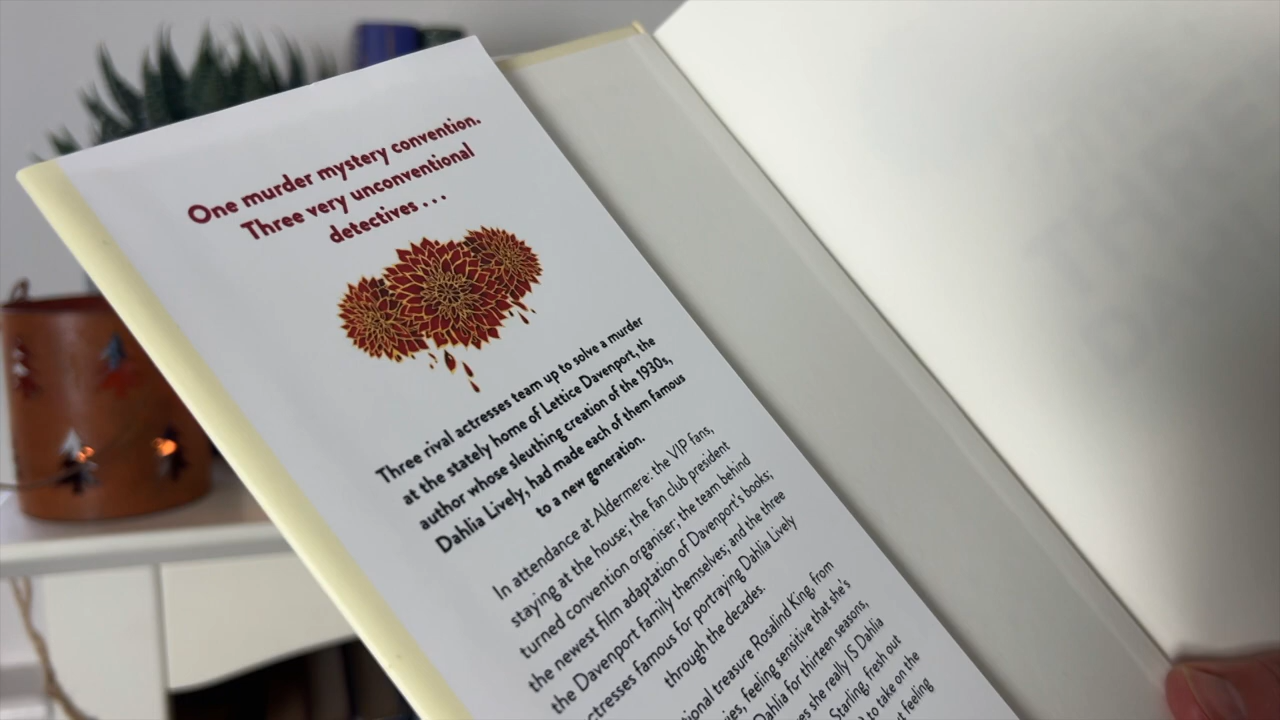 One murder mystery convention.
Three very unconventional
detectives . . .
Three rival actresses team up to solve a murder
at the stately home of Lettice Davenport, the
author whose sleuthing creation of the 1930s,
Dahlia Lively, had made each of them famous
to a new generation.
In attendance at Aldermere: the VIP fans,
staying at the house; the fan club president
turned convention organiser; the team behind
the newest film adaptation of Davenport's books;
the Davenport family themselves; and the three
actresses famous for portraying Dahlia Lively
through the decades.
treasure Rosalind King, from
feeling sensitive that she's
Dahlia for thirteen seasons,
she really IS Dahlia
Starling, fresh out
to take on the
feeling